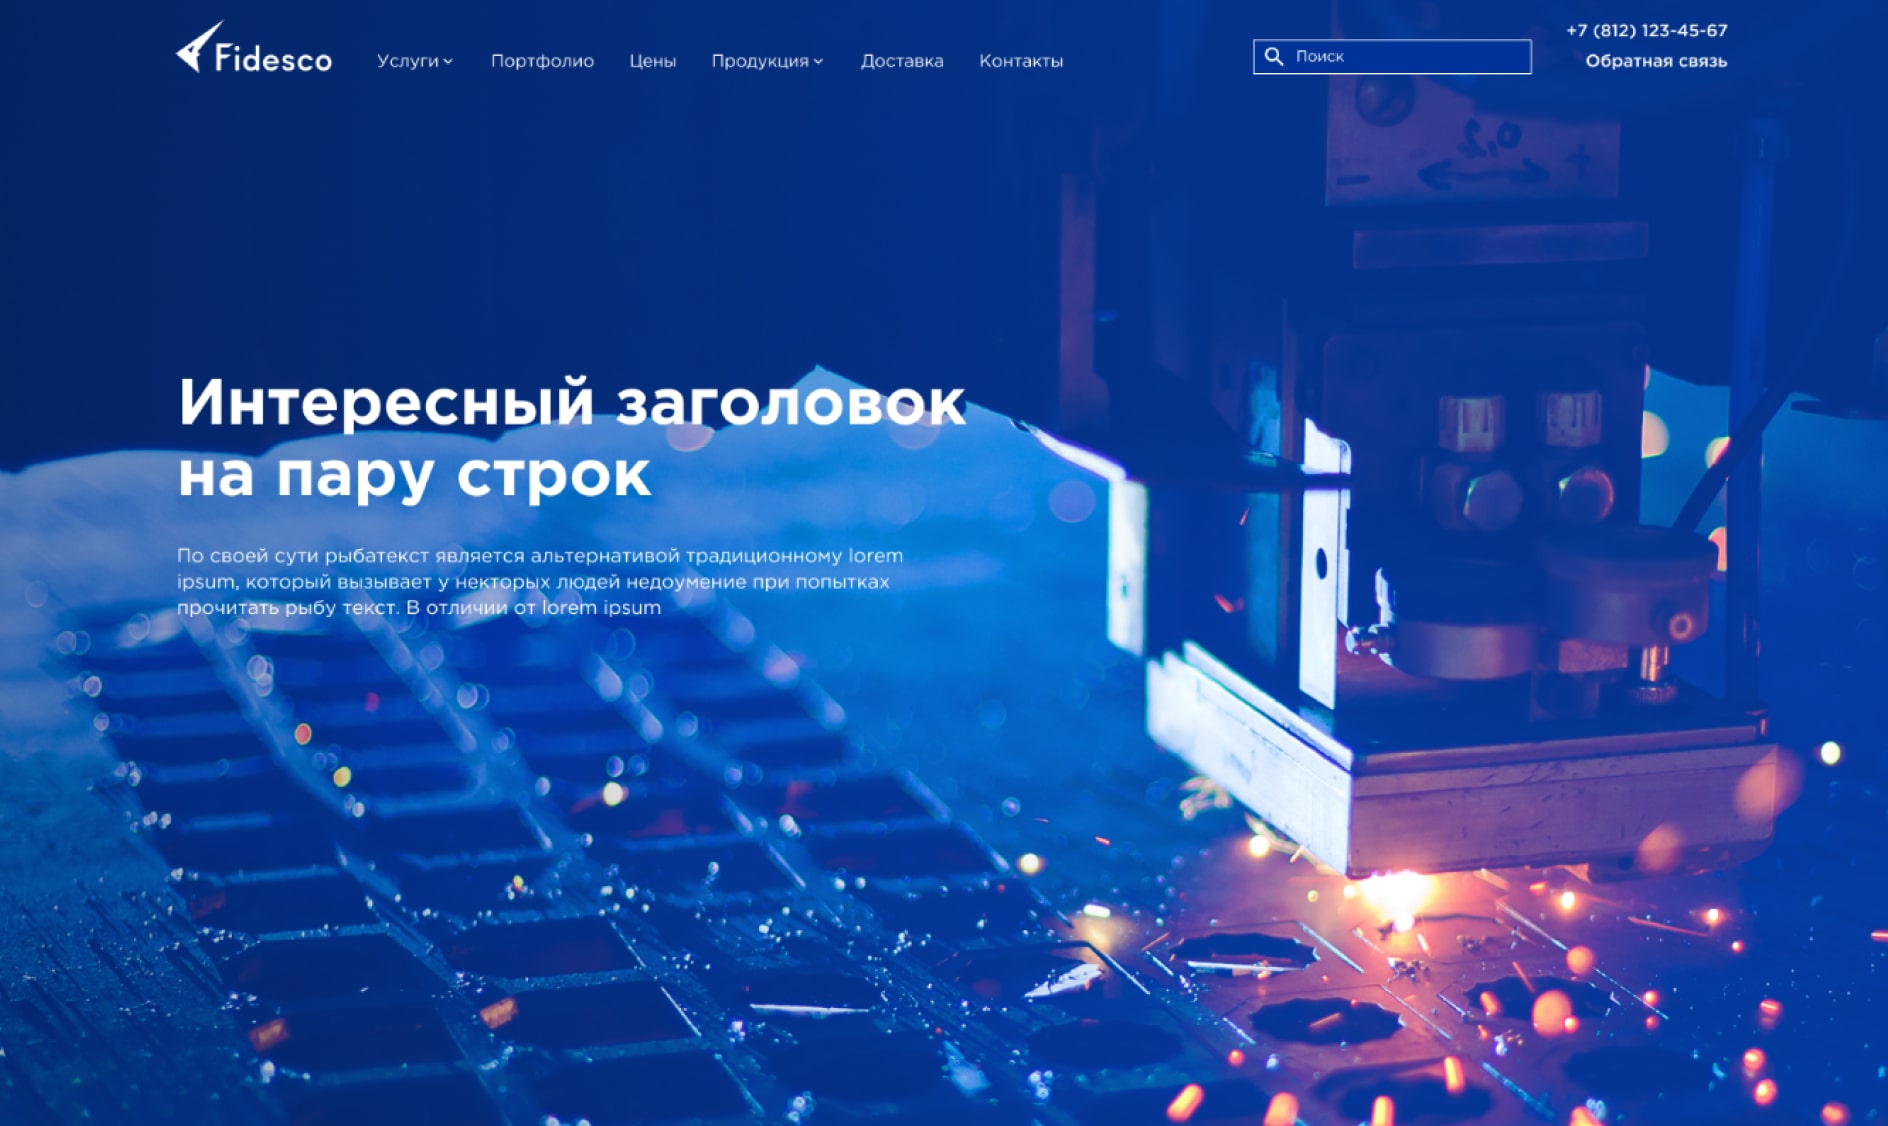 Fidesco
Услуги
Портфолио
Цены
Продукция
Доставка
Контакты
Поиск
+7 (812) 123-45-67
Обратная связь
2.0
- +
Интересный заголовок
на пару строк
По своей сути рыбатекст является альтернативой традиционному lorem
ipsum, который вызывает у некторых людей недоумение при попытках
прочитать рыбу текст. В отличии от lorem ipsum